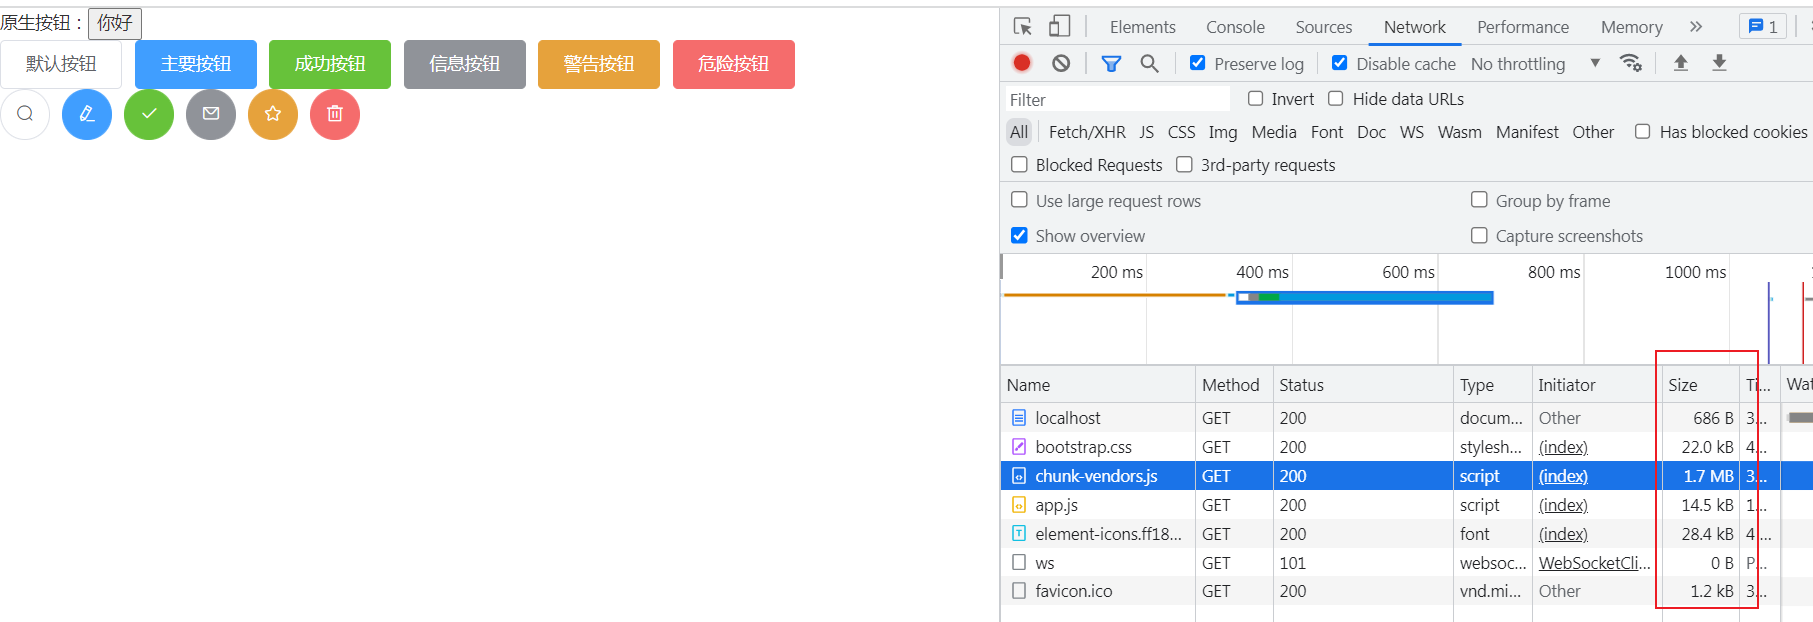 原生按钮：你好
默认按钮 主要按钮 成功按钮 信息按钮 警告按钮 危险按钮
Elements Console Sources Network Performance Memory » 1
Preserve log Disable cache No throttling
Filter Invert Hide data URLs
All Fetch/XHR JS CSS Img Media Font Doc WS Wasm Manifest Other Has blocked cookies
Blocked Requests 3rd-party requests
Use large request rows Group by frame
Show overview Capture screenshots
200 ms 400 ms 600 ms 800 ms 1000 ms
Name Method Status Type Initiator Size Ti... Wat
localhost GET 200 docum... Other 686 B 3...
bootstrap.css GET 200 stylesh... (index) 22.0 kB 4...
chunk-vendors.js GET 200 script (index) 1.7 MB 3...
app.js GET 200 script (index) 14.5 kB 1...
element-icons.ff18... GET 200 font (index) 28.4 kB 4...
ws GET 101 websoc... WebSocketCli... 0 B P...
favicon.ico GET 200 vnd.mi... Other 1.2 kB 3...